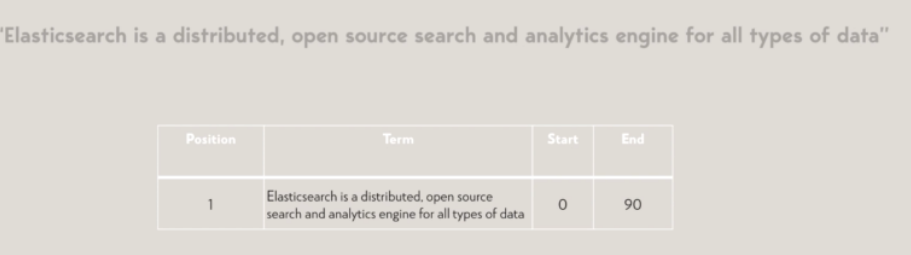 "Elasticsearch is a distributed, open source search and analytics engine for all types of data"
Position Term Start End
1 Elasticsearch is a distributed, open source
search and analytics engine for all types of data 0 90